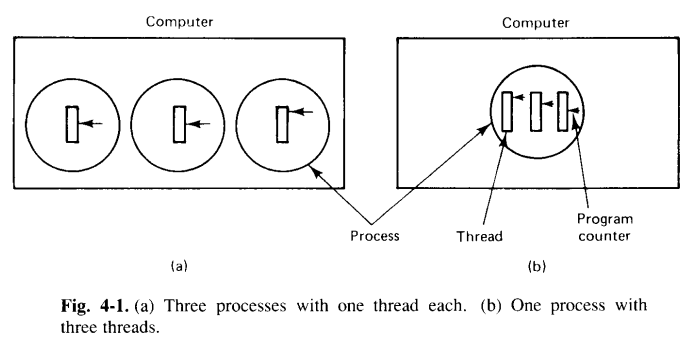 Computer
Computer
Process
Thread
Program
counter
(a)
(b)
Fig. 4-1. (a) Three processes with one thread each. (b) One process with
three threads.